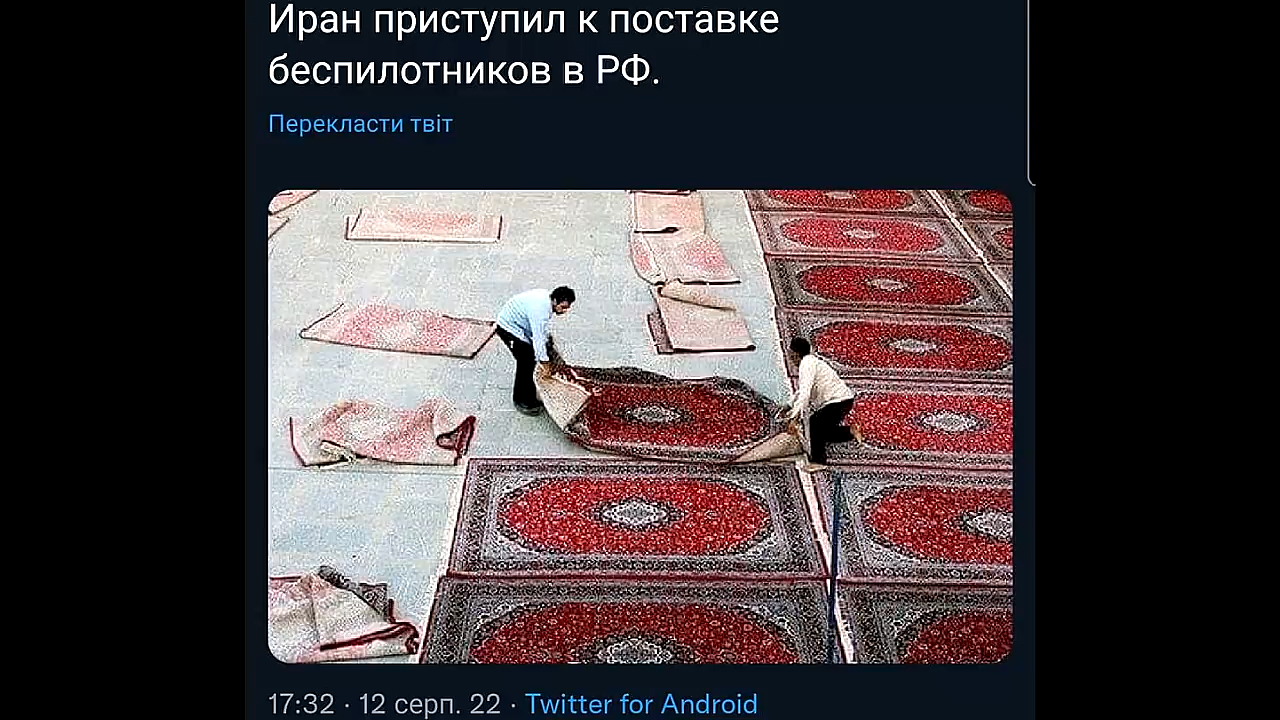 Иран приступил к поставке
беспилотников в РФ.
Перекласти твіт
17:32 · 12 серп. 22 · Twitter for Android